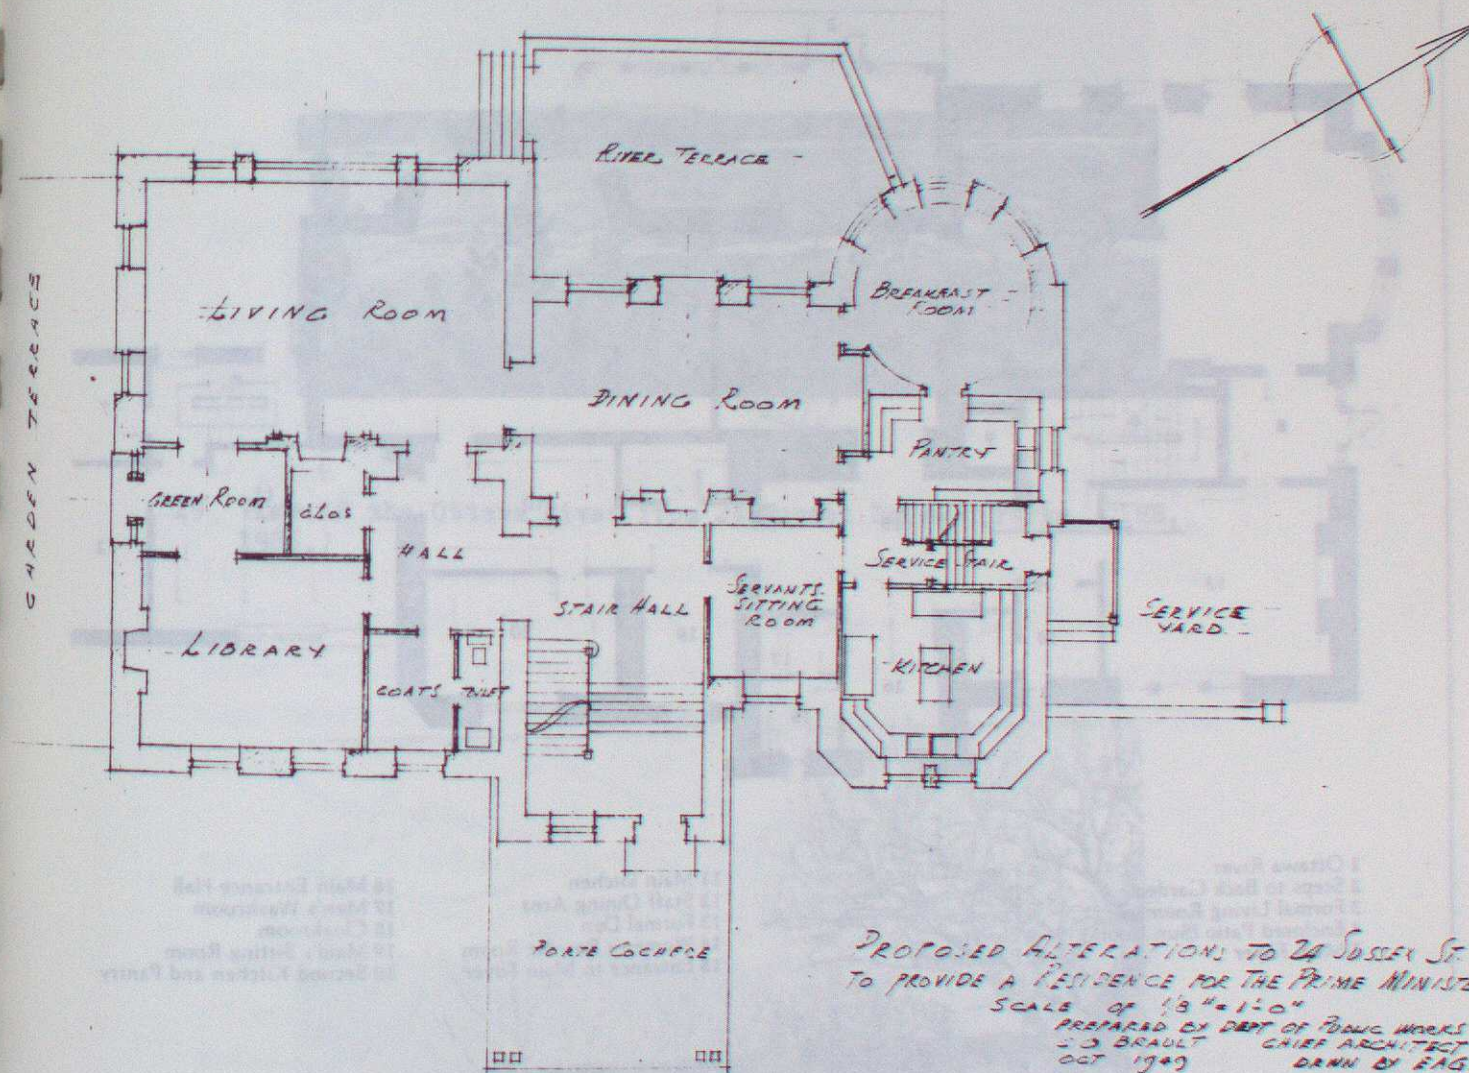 RIVER TERRACE
GARDEN TERRACE
LIVING ROOM
BREAKFAST
ROOM
DINING ROOM
PANTRY
GREEN ROOM
CLOS
HALL
STAIR HALL
SERVANTS
SITTING
ROOM
SERVICE STAIR
SERVICE
YARD
LIBRARY
KITCHEN
COATS
TOILET
PORTE COCHERE
PROPOSED ALTERATIONS TO 24 SUSSEX ST.
TO PROVIDE A RESIDENCE FOR THE PRIME
SCALE OF 1/8" = 1'-0"
PREPARED BY DEPT OF PUBLIC WORKS
BRAULT CHIEF ARCHITECT
OCT 1949 DRWN BY EAG
1 Ottawa River
2 Steps to Back Garden
3 Formal Living Room
11 Main Kitchen
12 Staff Dining Area
13 Formal Den
16 Main Entrance Hall
17 Men's Washroom
18 Cloakroom
19 Main Sitting Room
20 Second Kitchen and Pantry